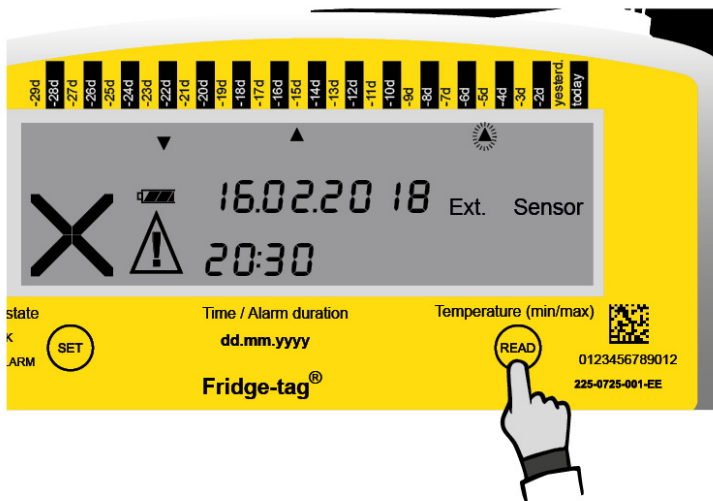 -29d
-28d
-27d
-26d
-25d
-24d
-23d
-22d
-21d
-20d
-19d
-18d
-17d
-16d
-15d
-14d
-13d
-12d
-11d
-10d
-9d
-8d
-7d
-6d
-5d
-4d
-3d
-2d
yesterd.
today
16.02.2018 Ext. Sensor
20:30
state
K
LARM
SET
Time / Alarm duration
dd.mm.yyyy
Fridge-tag®
Temperature (min/max)
READ
0123456789012
225-0725-001-EE